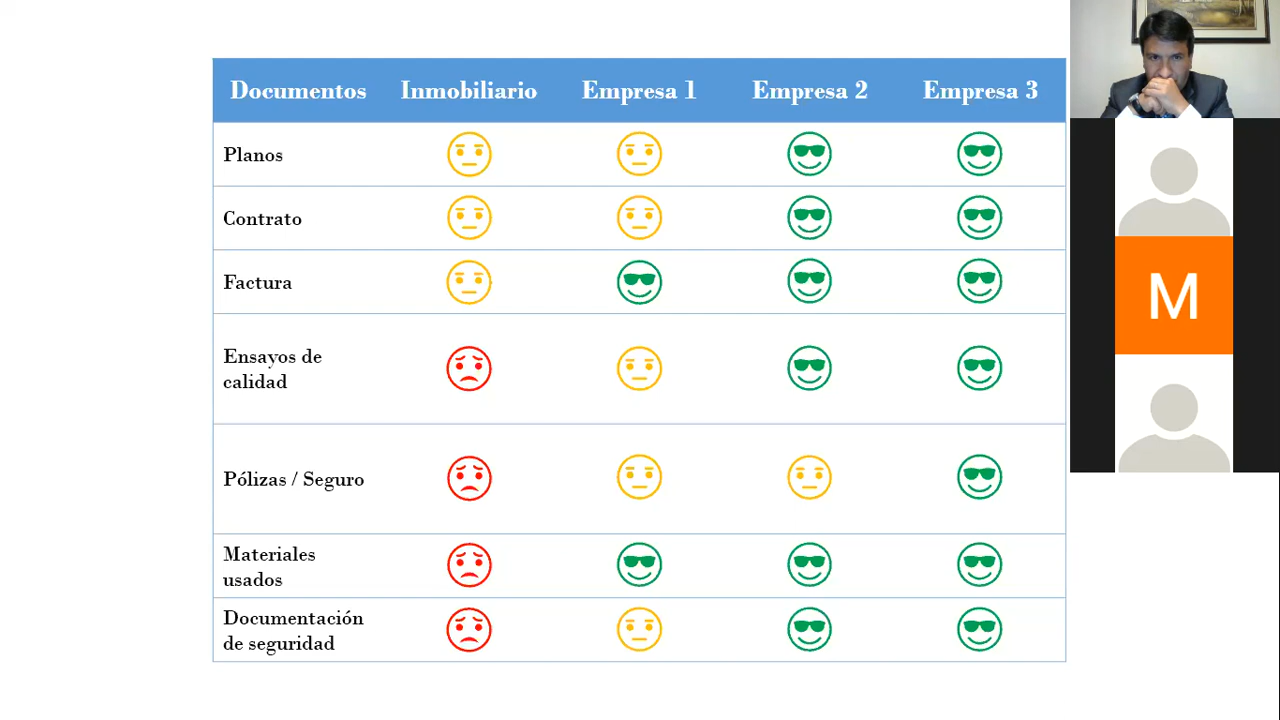 Documentos Inmobiliario Empresa 1 Empresa 2 Empresa 3
Planos
Contrato
Factura
Ensayos de
calidad
Pólizas / Seguro
Materiales
usados
Documentación
de seguridad
M